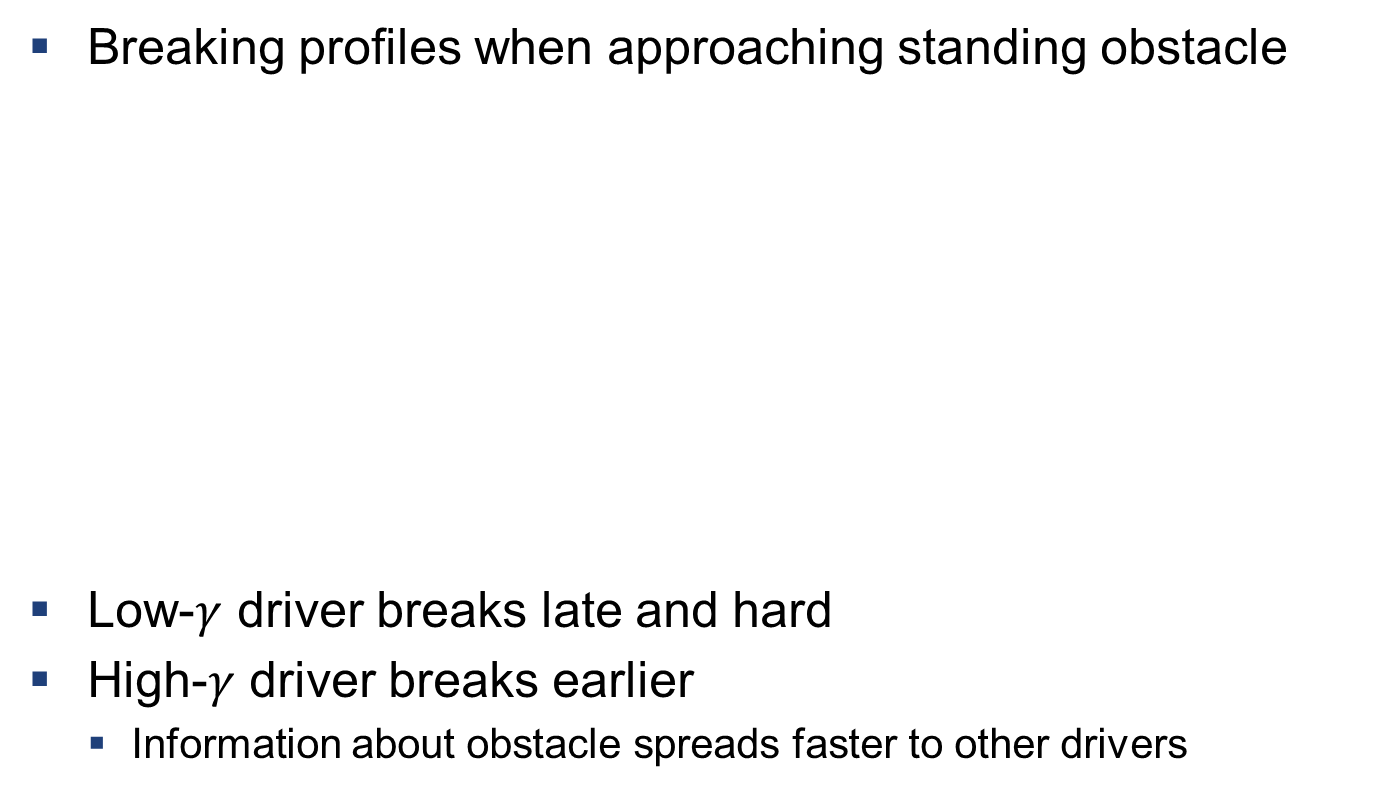 ▪ Breaking profiles when approaching standing obstacle
▪ Low-γ driver breaks late and hard
▪ High-γ driver breaks earlier
▪ Information about obstacle spreads faster to other drivers